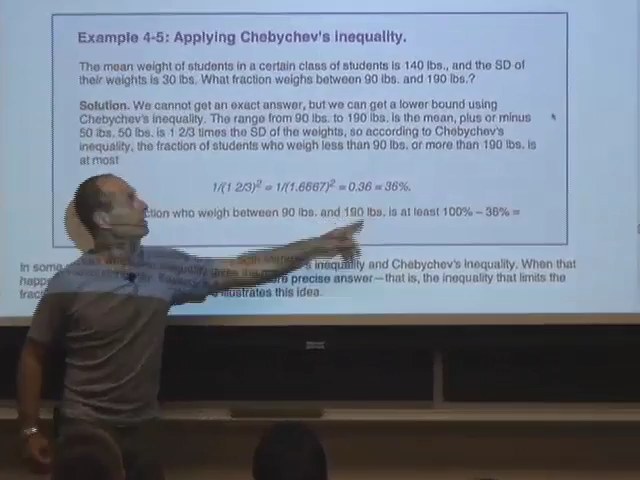 Example 4-5: Applying Chebychev's inequality.
The mean weight of students in a certain class of students is 140 lbs., and the SD of
their weights is 30 lbs. What fraction weighs between 90 lbs. and 190 lbs.?
Solution. We cannot get an exact answer, but we can get a lower bound using
Chebychev's inequality. The range from 90 lbs. to 190 lbs. is the mean, plus or minus
50 lbs. 50 lbs. is 1 2/3 times the SD of the weights, so according to Chebychev's
inequality, the fraction of students who weigh less than 90 lbs. or more than 190 lbs. is
at most
1/(1 2/3)² = 1/(1.6667)² = 0.36 = 36%.
who weigh between 90 lbs. and 190 lbs. is at least 100% − 36% =
In some inequality and Chebychev's Inequality. When that
precise answer—that is, the inequality that limits the
illustrates this idea.